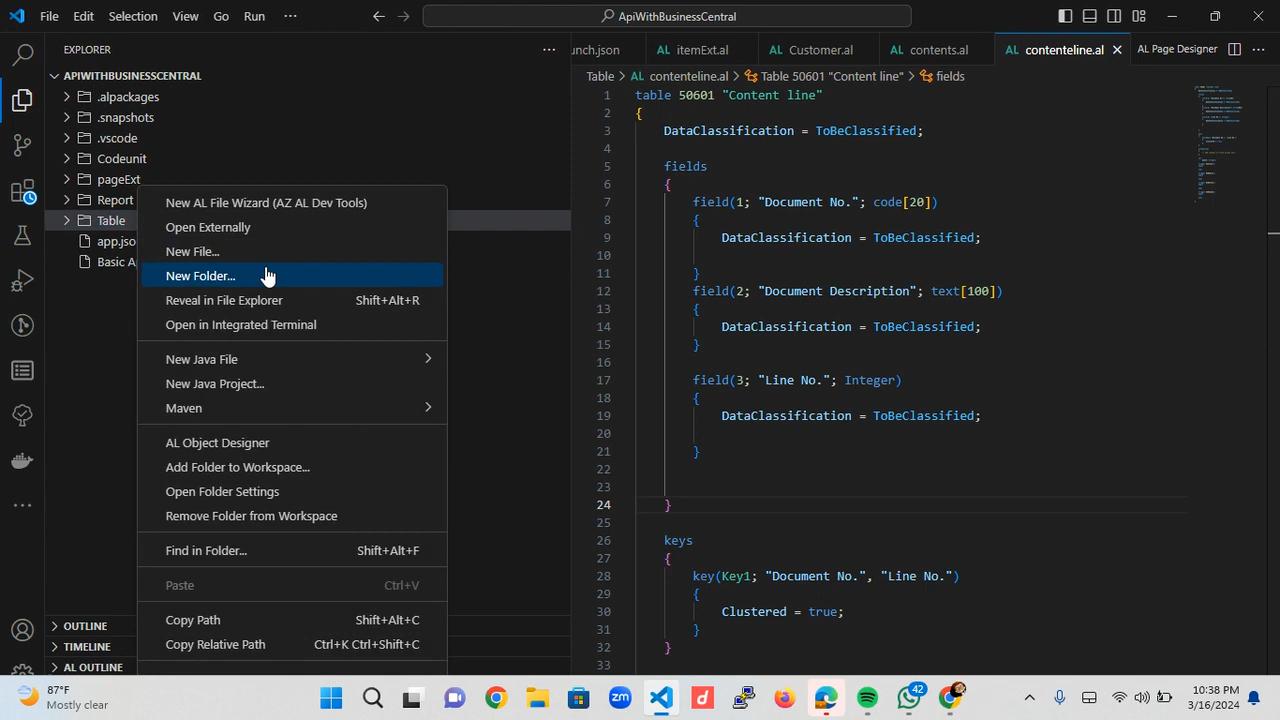 File Edit Selection View Go Run ···
ApiWithBusinessCentral
EXPLORER
APIWITHBUSINESSCENTRAL
.alpackages
.snapshots
.vscode
Codeunit
pageExt
Report
Table
app.jso
Basic A
New AL File Wizard (AZ AL Dev Tools)
Open Externally
New File...
New Folder...
Reveal in File Explorer Shift+Alt+R
Open in Integrated Terminal
New Java File
New Java Project...
Maven
AL Object Designer
Add Folder to Workspace...
Open Folder Settings
Remove Folder from Workspace
Find in Folder... Shift+Alt+F
Paste Ctrl+V
Copy Path Shift+Alt+C
Copy Relative Path Ctrl+K Ctrl+Shift+C
OUTLINE
TIMELINE
AL OUTLINE
unch.json AL itemExt.al AL Customer.al AL contents.al AL contenteline.al AL Page Designer
Table > AL contenteline.al > Table 50601 "Content line" > fields
1 table 50601 "Content line"
2 {
3 DataClassification = ToBeClassified;
4
5 fields
6 {
7 field(1; "Document No."; code[20])
8 {
9 DataClassification = ToBeClassified;
10
11 }
12 field(2; "Document Description"; text[100])
13 {
14 DataClassification = ToBeClassified;
15 }
16
17 field(3; "Line No."; Integer)
18 {
19 DataClassification = ToBeClassified;
20
21 }
22
23
24 }
25
26 keys
27 {
28 key(Key1; "Document No.", "Line No.")
29 {
30 Clustered = true;
31 }
32 }
33
87°F
Mostly clear
zm
42
10:38 PM
3/16/2024